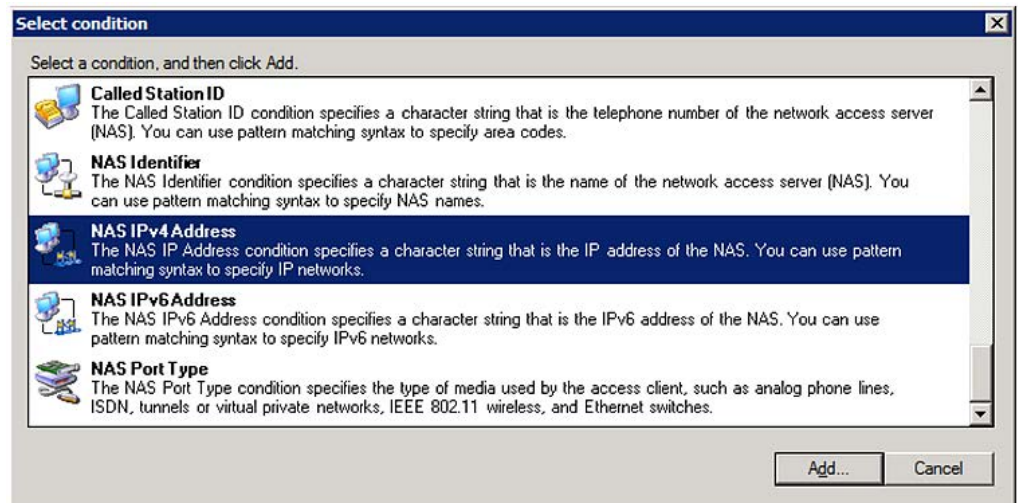 Select condition
Select a condition, and then click Add.
Called Station ID
The Called Station ID condition specifies a character string that is the telephone number of the network access server
(NAS). You can use pattern matching syntax to specify area codes.
NAS Identifier
The NAS Identifier condition specifies a character string that is the name of the network access server (NAS). You
can use pattern matching syntax to specify NAS names.
NAS IPv4 Address
The NAS IP Address condition specifies a character string that is the IP address of the NAS. You can use pattern
matching syntax to specify IP networks.
NAS IPv6 Address
The NAS IPv6 Address condition specifies a character string that is the IPv6 address of the NAS. You can use
pattern matching syntax to specify IPv6 networks.
NAS Port Type
The NAS Port Type condition specifies the type of media used by the access client, such as analog phone lines,
ISDN, tunnels or virtual private networks, IEEE 802.11 wireless, and Ethernet switches.
Add... Cancel